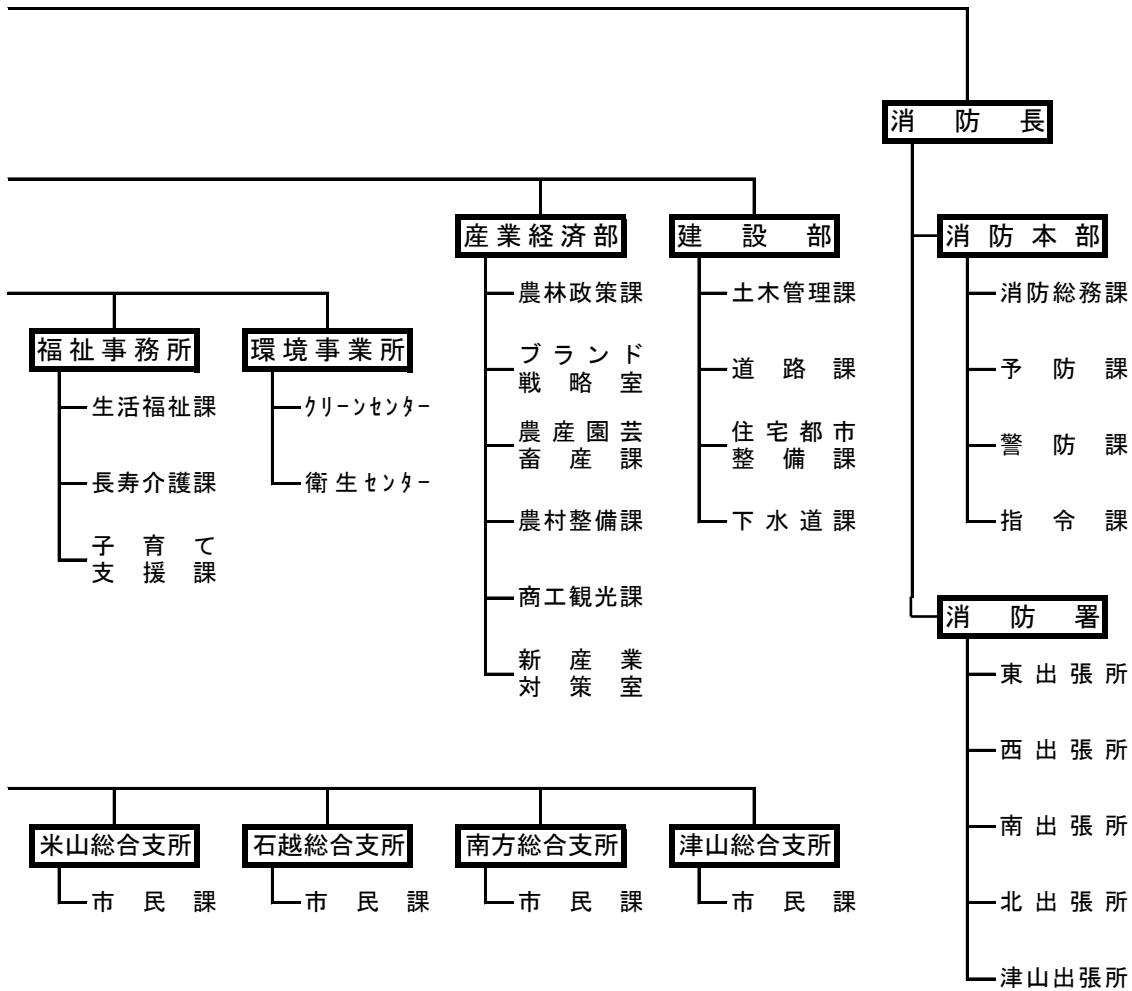 消防長
産業経済部
建設部
消防本部
農林政策課
土木管理課
消防総務課
福祉事務所
環境事業所
ブランド
戦略室
道路課
予防課
生活福祉課
ｸﾘｰﾝｾﾝﾀｰ
農産園芸
畜産課
住宅都市
整備課
警防課
長寿介護課
衛生ｾﾝﾀｰ
農村整備課
下水道課
指令課
子育て
支援課
商工観光課
消防署
新産業
対策室
東出張所
西出張所
米山総合支所
石越総合支所
南方総合支所
津山総合支所
南出張所
市民課
市民課
市民課
市民課
北出張所
津山出張所